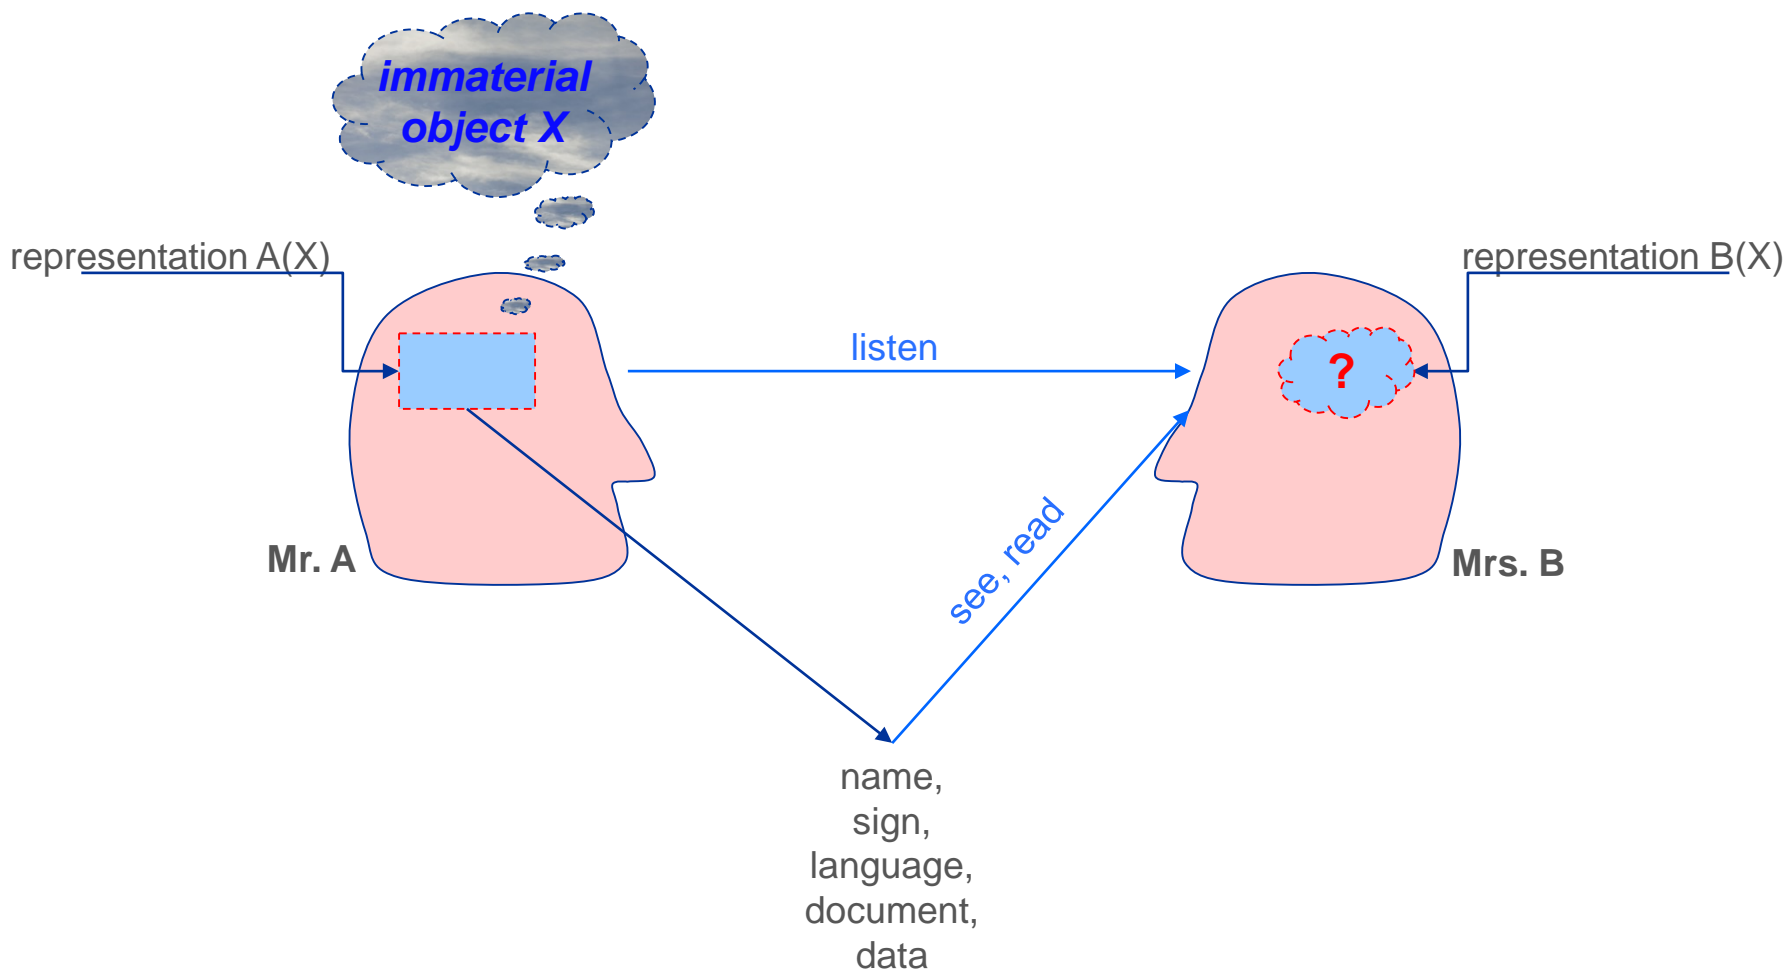 immaterial
object X
representation A(X)
representation B(X)
listen
?
see, read
Mr. A
Mrs. B
name,
sign,
language,
document,
data